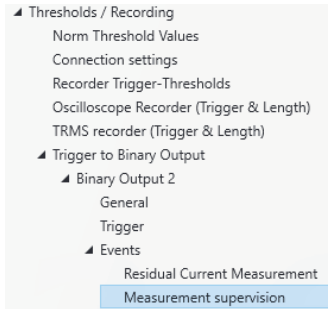 Thresholds / Recording
Norm Threshold Values
Connection settings
Recorder Trigger-Thresholds
Oscilloscope Recorder (Trigger & Length)
TRMS recorder (Trigger & Length)
Trigger to Binary Output
Binary Output 2
General
Trigger
Events
Residual Current Measurement
Measurement supervision